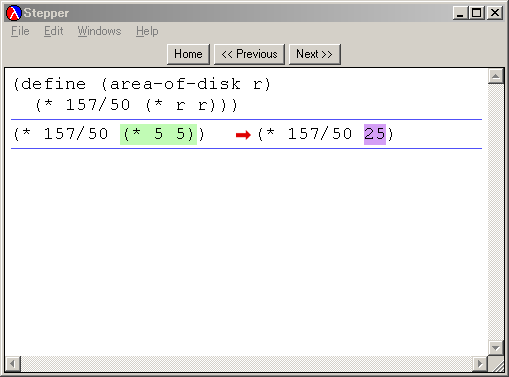 Stepper
File Edit Windows Help
Home << Previous Next >>
(define (area-of-disk r)
  (* 157/50 (* r r)))
(* 157/50 (* 5 5)) → (* 157/50 25)